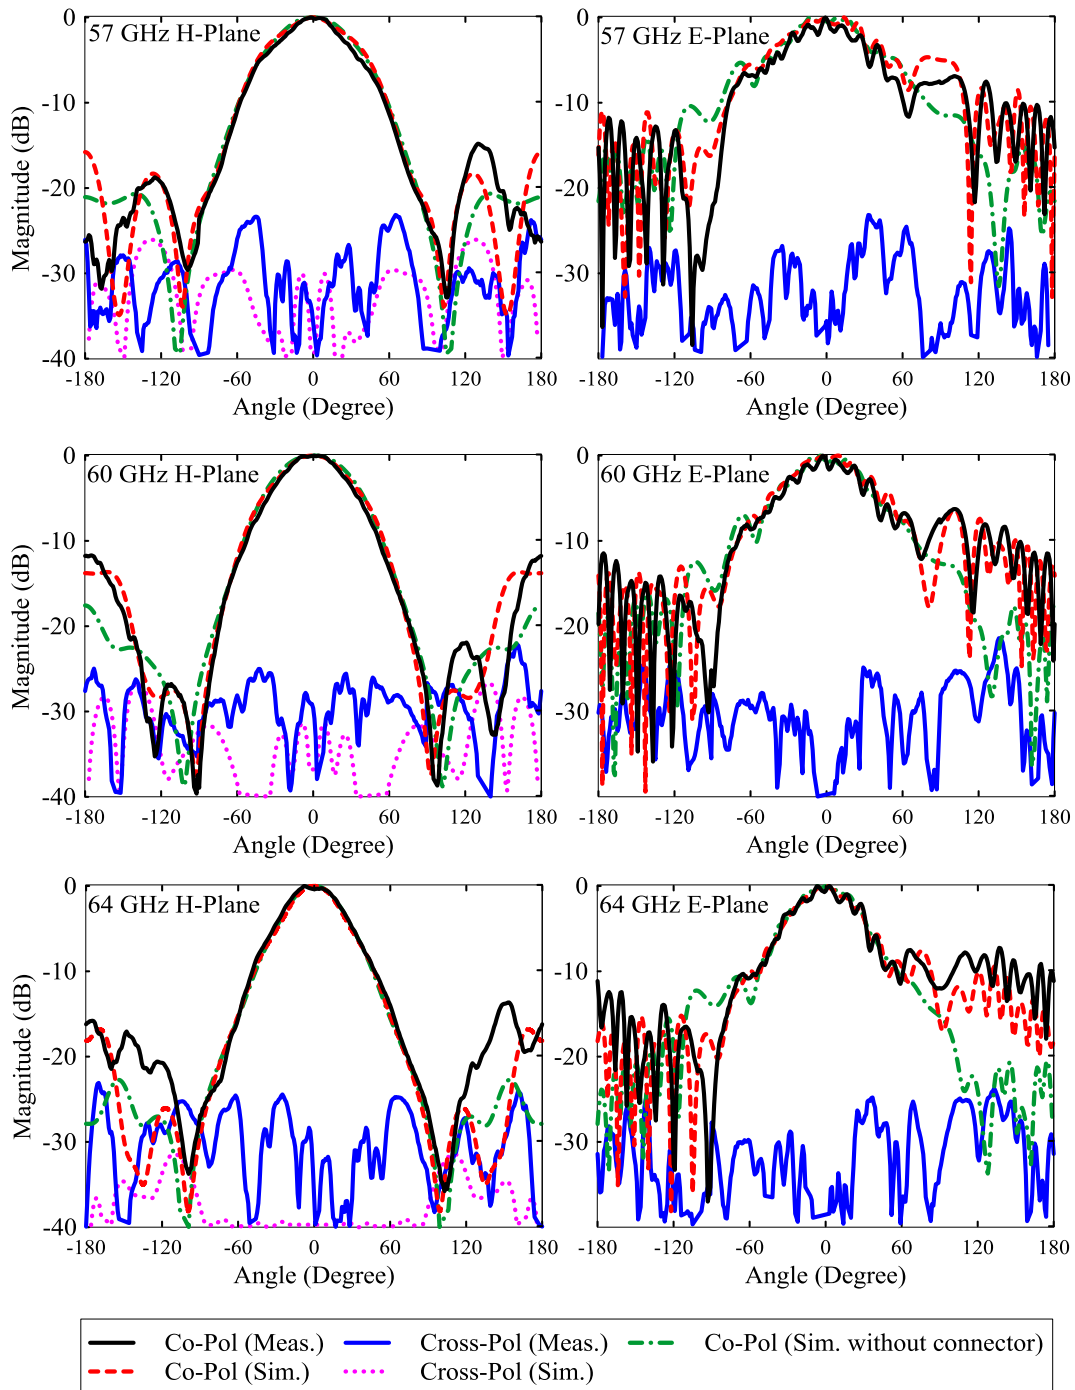 57 GHz H-Plane
0
-10
-20
-30
-40
Magnitude (dB)
-180 -120 -60 0 60 120 180
Angle (Degree)
57 GHz E-Plane
0
-10
-20
-30
-180 -120 -60 0 60 120 180
Angle (Degree)
60 GHz H-Plane
0
-10
-20
-30
-40
Magnitude (dB)
-180 -120 -60 0 60 120 180
Angle (Degree)
60 GHz E-Plane
0
-10
-20
-30
-180 -120 -60 0 60 120 180
Angle (Degree)
64 GHz H-Plane
0
-10
-20
-30
-40
Magnitude (dB)
-180 -120 -60 0 60 120 180
Angle (Degree)
64 GHz E-Plane
0
-10
-20
-30
-180 -120 -60 0 60 120 180
Angle (Degree)
Co-Pol (Meas.) Cross-Pol (Meas.) Co-Pol (Sim. without connector)
Co-Pol (Sim.) Cross-Pol (Sim.)